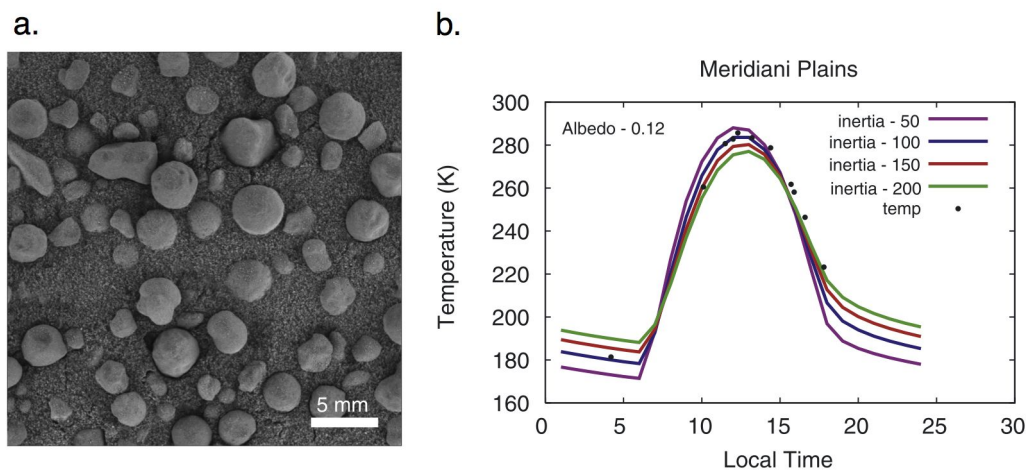 a.
5 mm
b.
Meridiani Plains
Albedo - 0.12
inertia - 50
inertia - 100
inertia - 150
inertia - 200
temp
Temperature (K)
300
280
260
240
220
200
180
160
0 5 10 15 20 25 30
Local Time